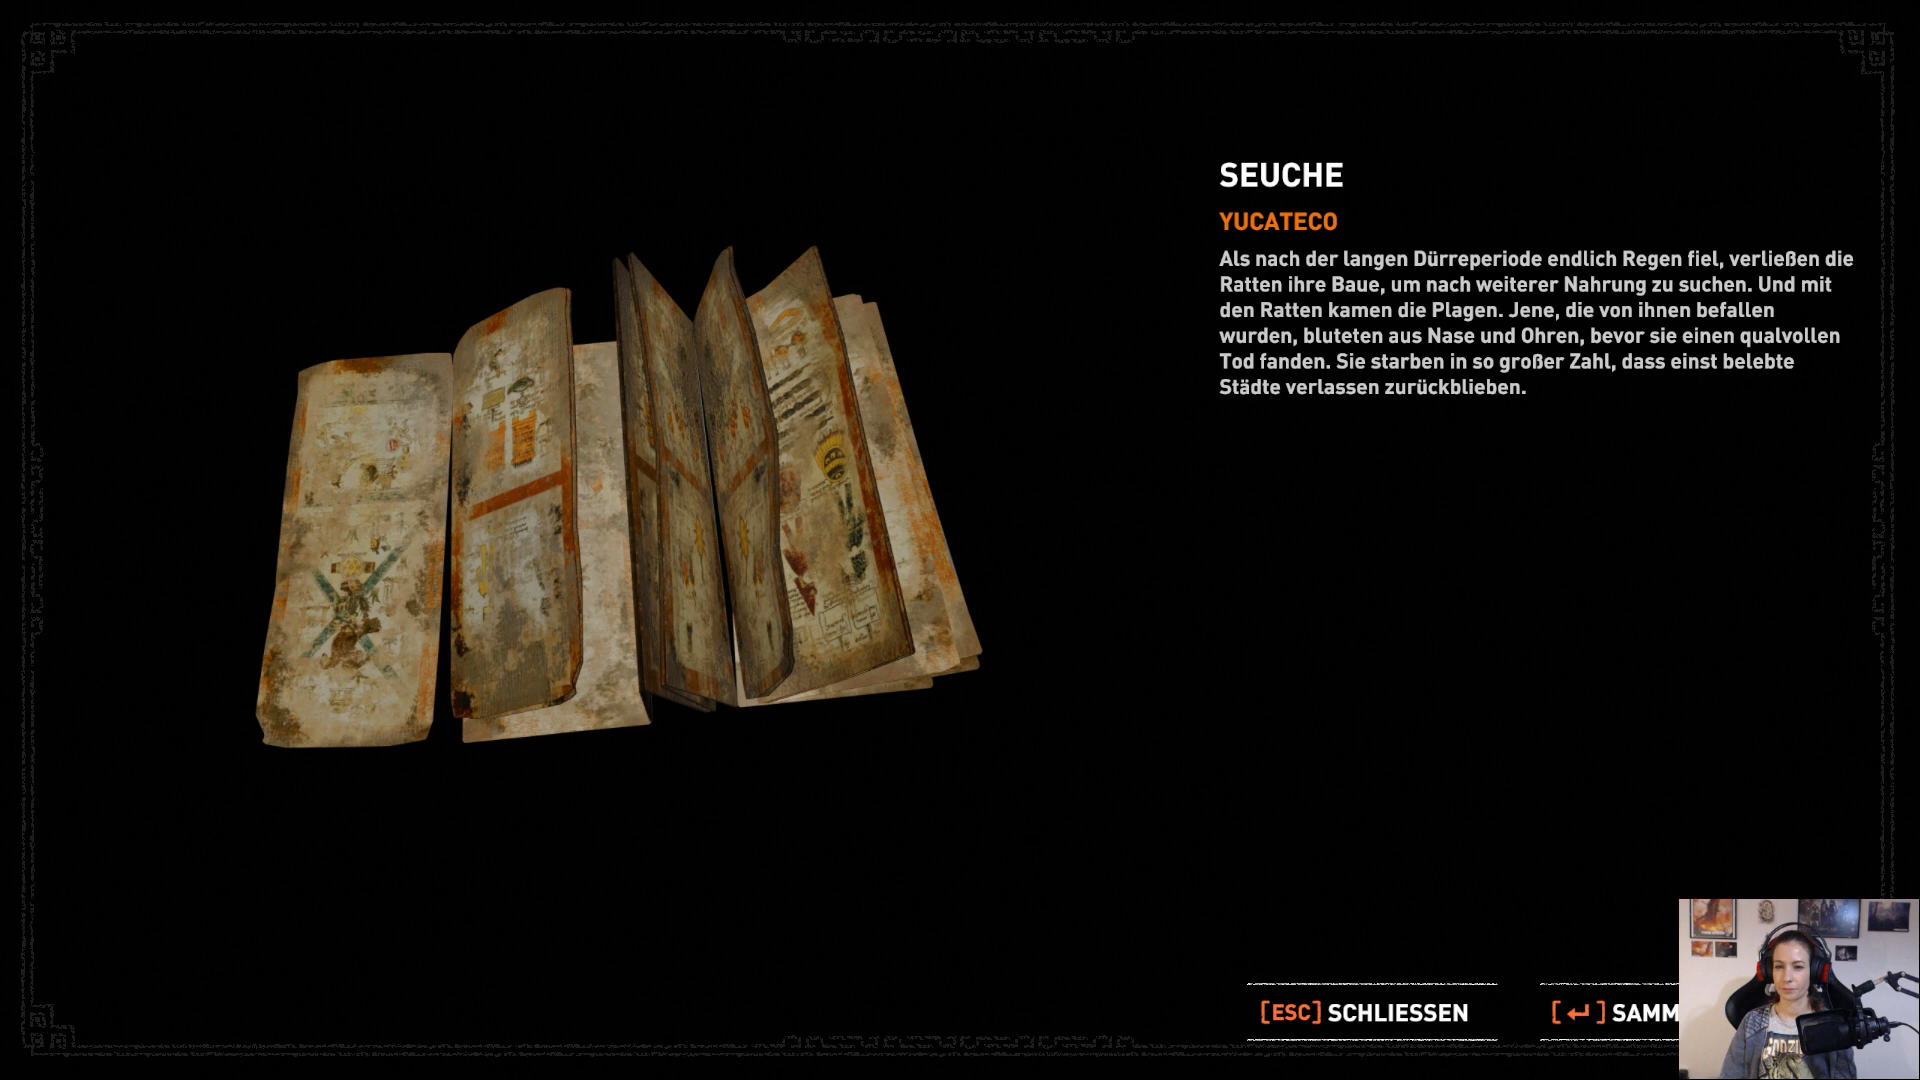 SEUCHE
YUCATECO
Als nach der langen Dürreperiode endlich Regen fiel, verließen die
Ratten ihre Baue, um nach weiterer Nahrung zu suchen. Und mit
den Ratten kamen die Plagen. Jene, die von ihnen befallen
wurden, bluteten aus Nase und Ohren, bevor sie einen qualvollen
Tod fanden. Sie starben in so großer Zahl, dass einst belebte
Städte verlassen zurückblieben.
[ESC] SCHLIESSEN
[↵] SAMM